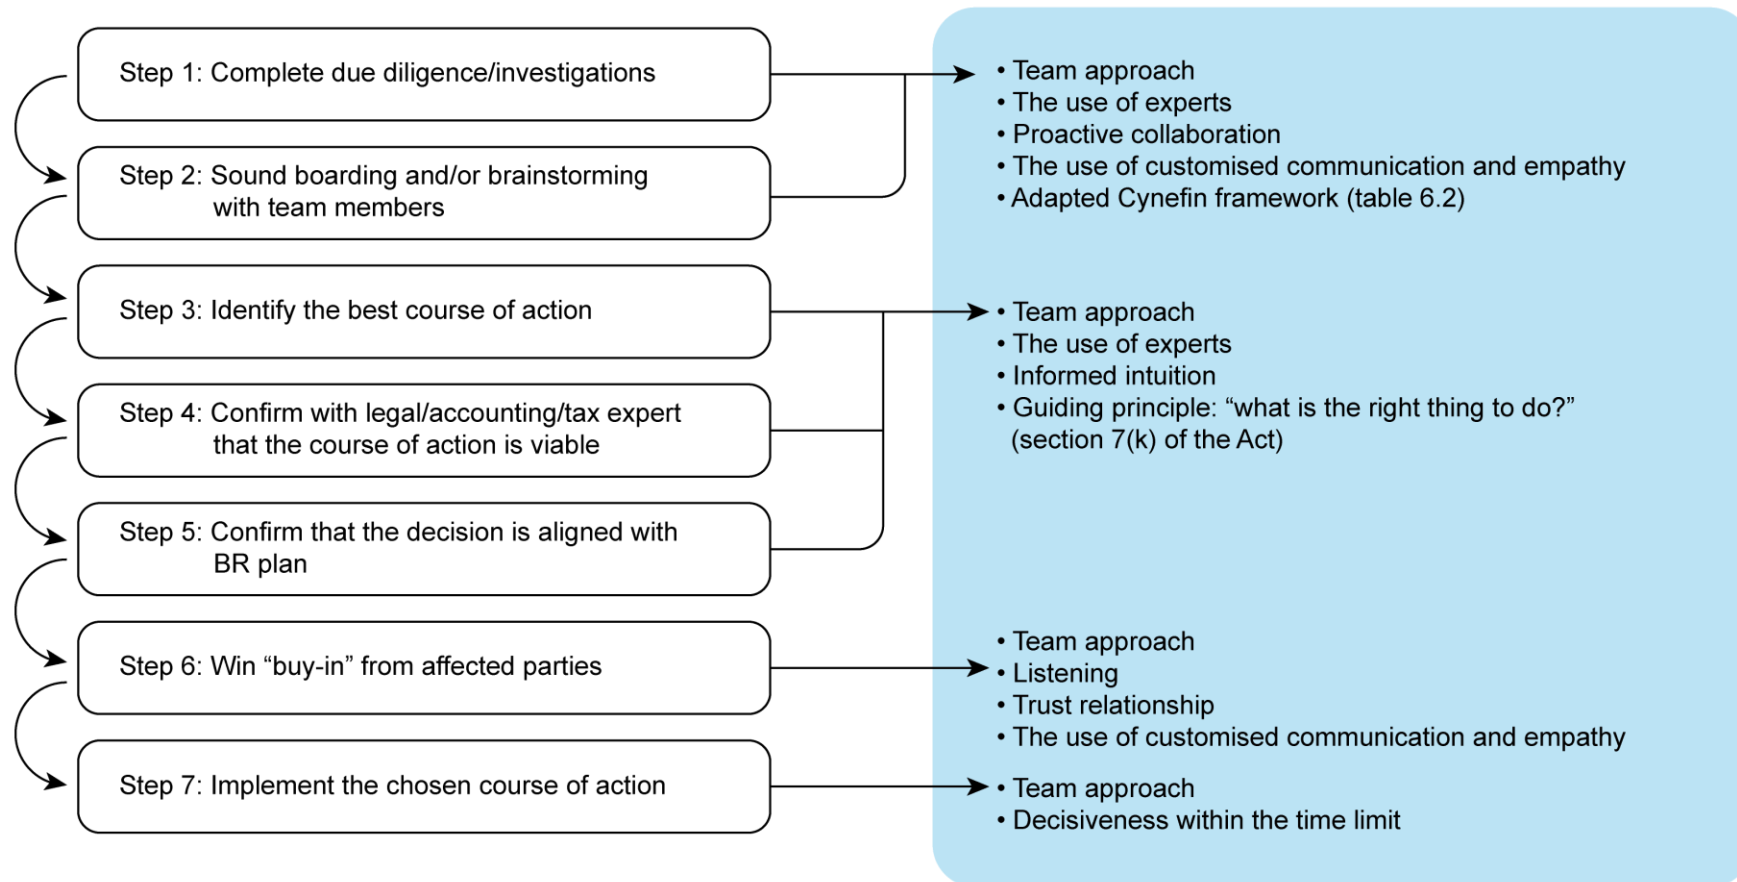 Step 1: Complete due diligence/investigations
Step 2: Sound boarding and/or brainstorming
with team members
Step 3: Identify the best course of action
Step 4: Confirm with legal/accounting/tax expert
that the course of action is viable
Step 5: Confirm that the decision is aligned with
BR plan
Step 6: Win “buy-in” from affected parties
Step 7: Implement the chosen course of action
• Team approach
• The use of experts
• Proactive collaboration
• The use of customised communication and empathy
• Adapted Cynefin framework (table 6.2)
• Team approach
• The use of experts
• Informed intuition
• Guiding principle: “what is the right thing to do?”
(section 7(k) of the Act)
• Team approach
• Listening
• Trust relationship
• The use of customised communication and empathy
• Team approach
• Decisiveness within the time limit